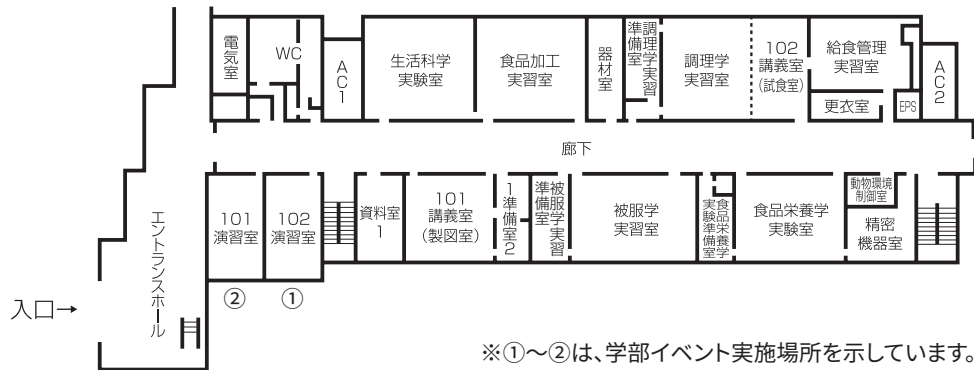 電気室
WC
AC1
生活科学
実験室
食品加工
実習室
器材室
調理学実習
準備室
調理学
実習室
102
講義室
(試食室)
給食管理
実習室
更衣室
EPS
AC2
廊下
エントランスホール
入口→
101
演習室
②
102
演習室
①
資料室
1
101
講義室
(製図室)
準備室2
1
被服学実習
準備室
被服学
実習室
食品栄養学
実験準備室
食品栄養学
実験室
動物環境
制御室
精密
機器室
※①〜②は、学部イベント実施場所を示しています。